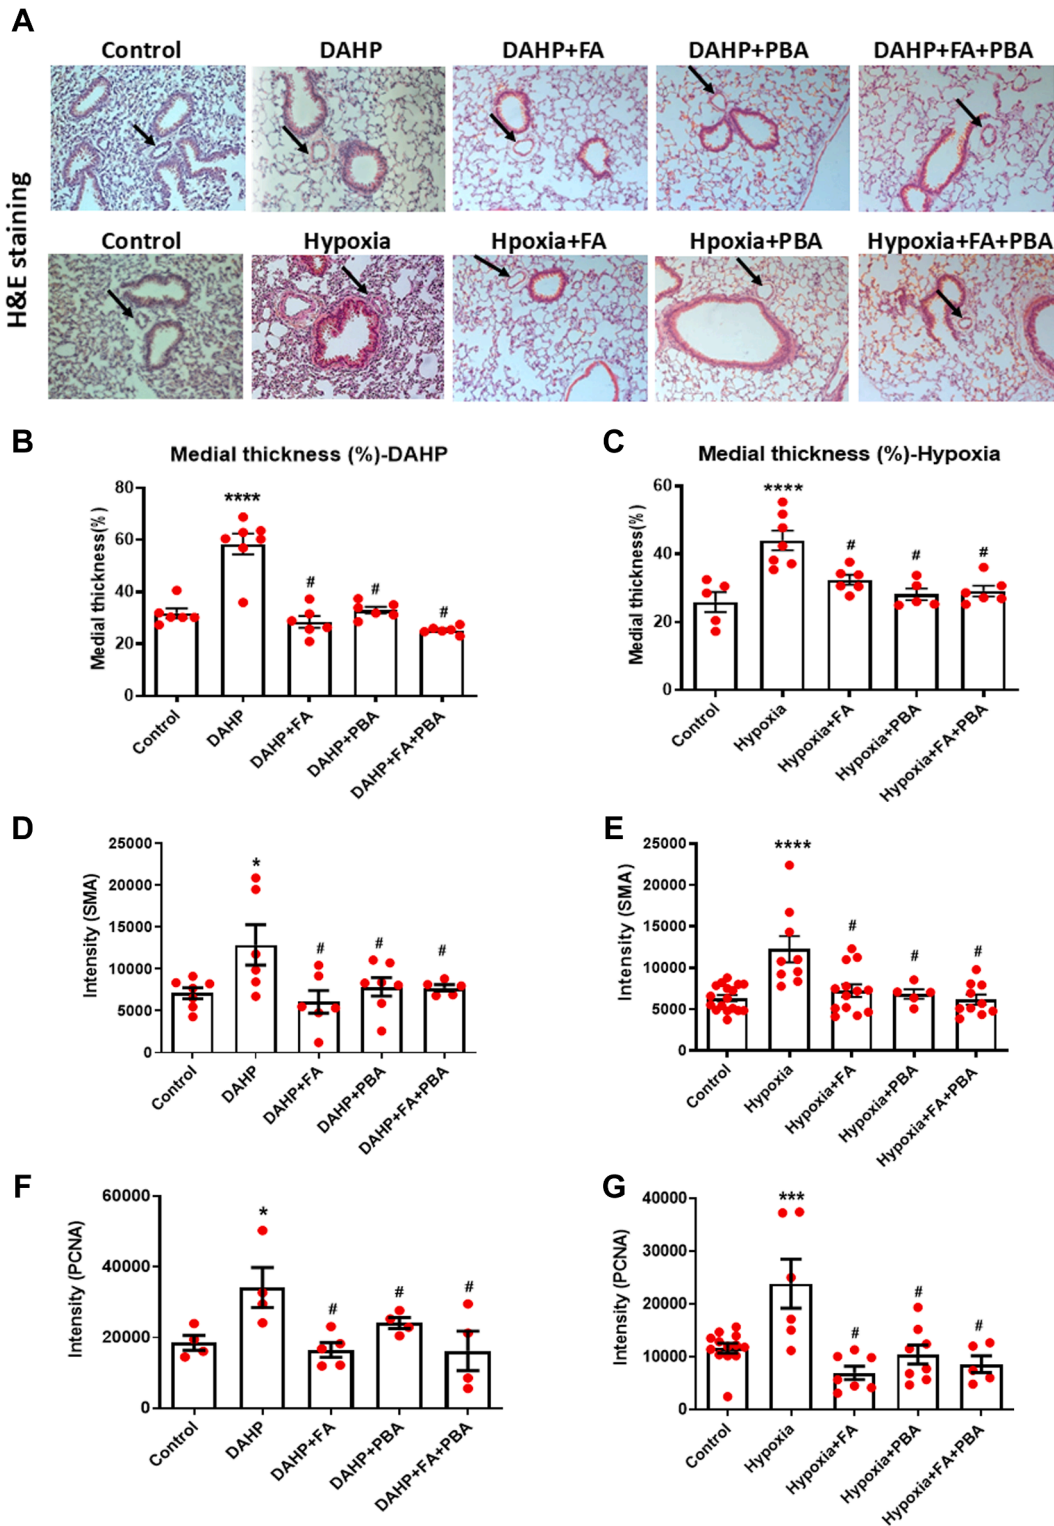 A
Control DAHP DAHP+FA DAHP+PBA DAHP+FA+PBA
H&E staining
Control Hypoxia Hpoxia+FA Hpoxia+PBA Hypoxia+FA+PBA
B
Medial thickness (%)-DAHP
Medial thickness(%)
80
60
40
20
0
****
#
#
#
Control
DAHP
DAHP+FA
DAHP+PBA
DAHP+FA+PBA
C
Medial thickness (%)-Hypoxia
Medial thickness(%)
60
40
20
0
****
#
#
#
Control
Hypoxia
Hypoxia+FA
Hypoxia+PBA
Hypoxia+FA+PBA
D
Intensity (SMA)
25000
20000
15000
10000
5000
0
*
#
#
#
Control
DAHP
DAHP+FA
DAHP+PBA
DAHP+FA+PBA
E
Intensity (SMA)
25000
20000
15000
10000
5000
0
****
#
#
#
Control
Hypoxia
Hypoxia+FA
Hypoxia+PBA
Hypoxia+FA+PBA
F
Intensity (PCNA)
60000
40000
20000
0
*
#
#
#
Control
DAHP
DAHP+FA
DAHP+PBA
DAHP+FA+PBA
G
Intensity (PCNA)
40000
30000
20000
10000
0
***
#
#
#
Control
Hypoxia
Hypoxia+FA
Hypoxia+PBA
Hypoxia+FA+PBA